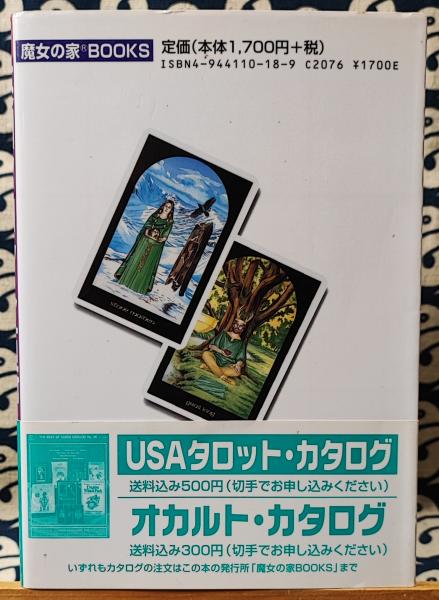 魔女の家®BOOKS
定価(本体1,700円+税)
ISBN4-944110-18-9 C2076 ¥1700E
USAタロット・カタログ
送料込み500円(切手でお申し込みください)
オカルト・カタログ
送料込み300円(切手でお申し込みください)
いずれもカタログの注文はこの本の発行所「魔女の家BOOKS」まで